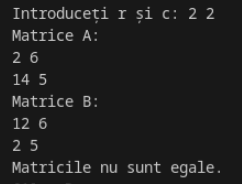 Introduceți r și c: 2 2
Matrice A:
2 6
14 5
Matrice B:
12 6
2 5
Matricile nu sunt egale.